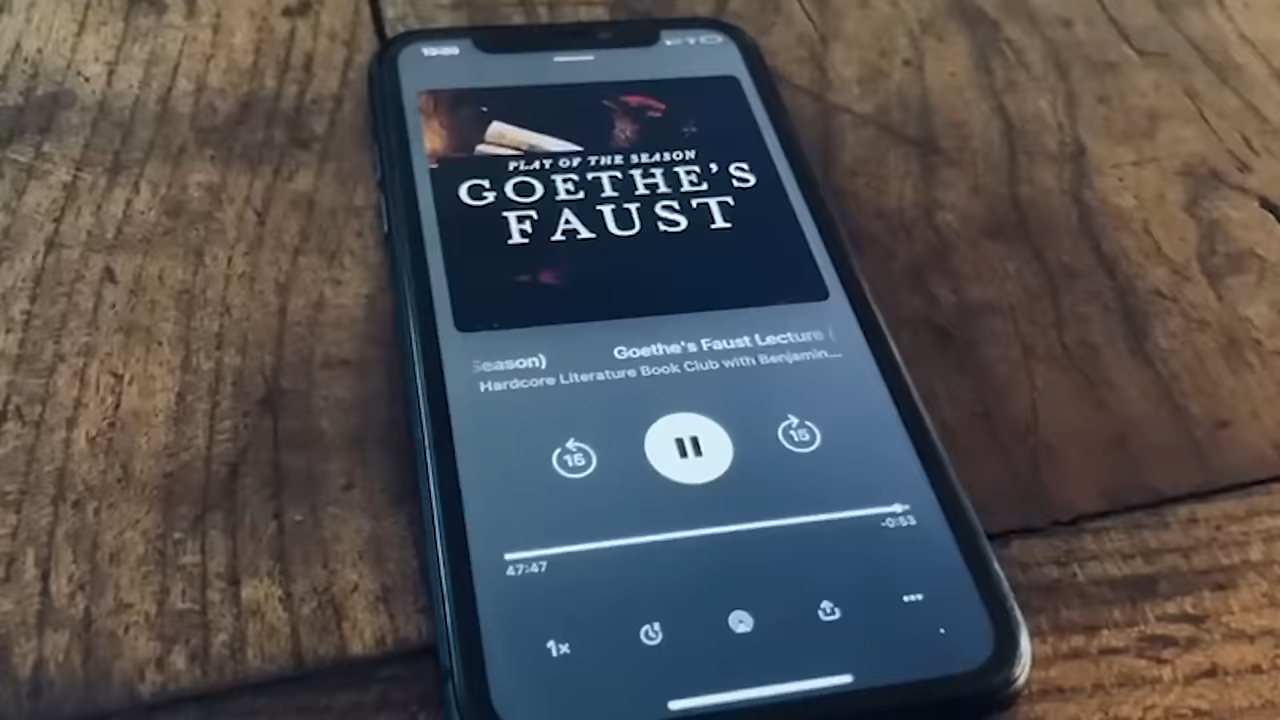 PLAY OF THE SEASON
GOETHE'S
FAUST
Season) Goethe's Faust Lecture (
Hardcore Literature Book Club with Benjamin...
15 15
47:47 -0:53
1x